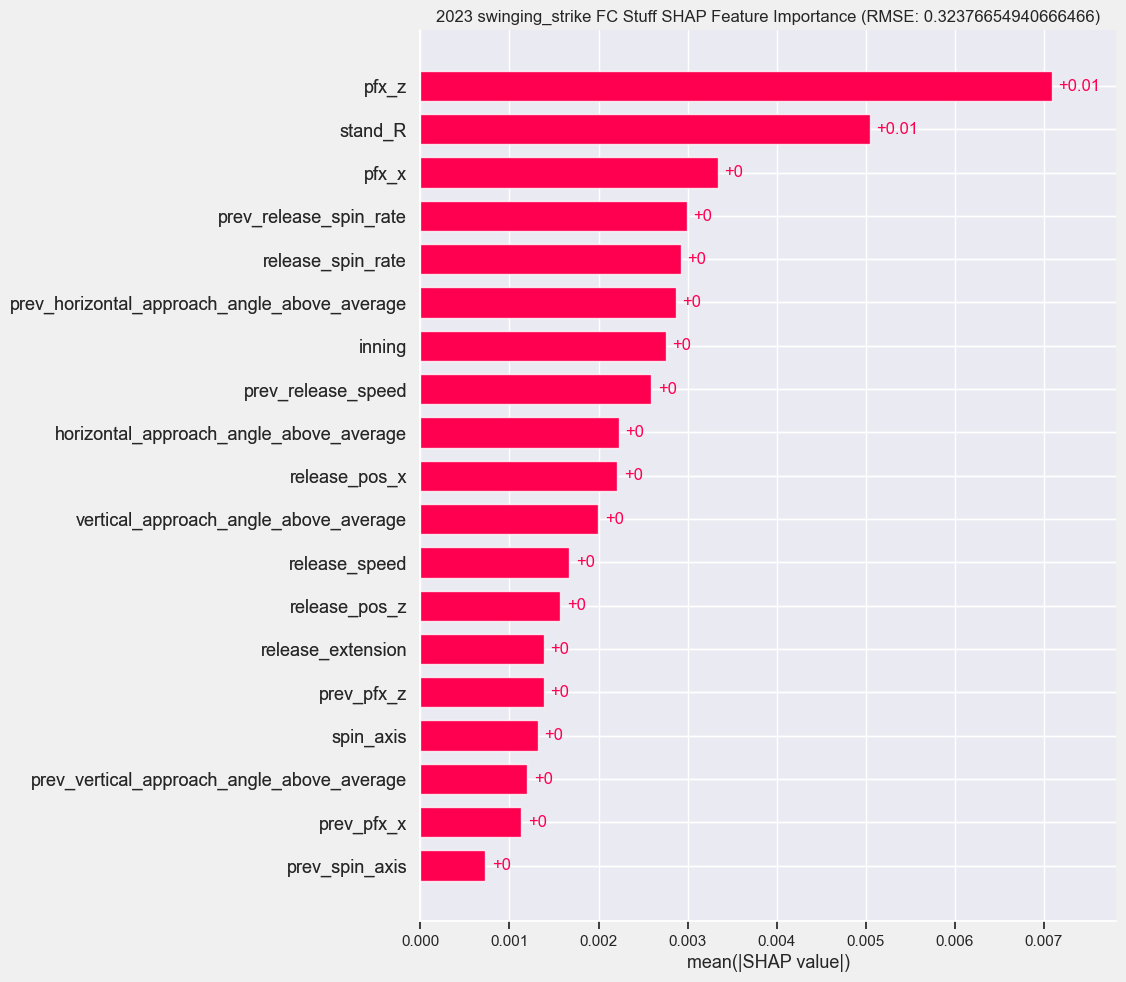 2023 swinging_strike FC Stuff SHAP Feature Importance (RMSE: 0.32376654940666466)
pfx_z +0.01
stand_R +0.01
pfx_x +0
prev_release_spin_rate +0
release_spin_rate +0
prev_horizontal_approach_angle_above_average +0
inning +0
prev_release_speed +0
horizontal_approach_angle_above_average +0
release_pos_x +0
vertical_approach_angle_above_average +0
release_speed +0
release_pos_z +0
release_extension +0
prev_pfx_z +0
spin_axis +0
prev_vertical_approach_angle_above_average +0
prev_pfx_x +0
prev_spin_axis +0
0.000 0.001 0.002 0.003 0.004 0.005 0.006 0.007
mean(|SHAP value|)